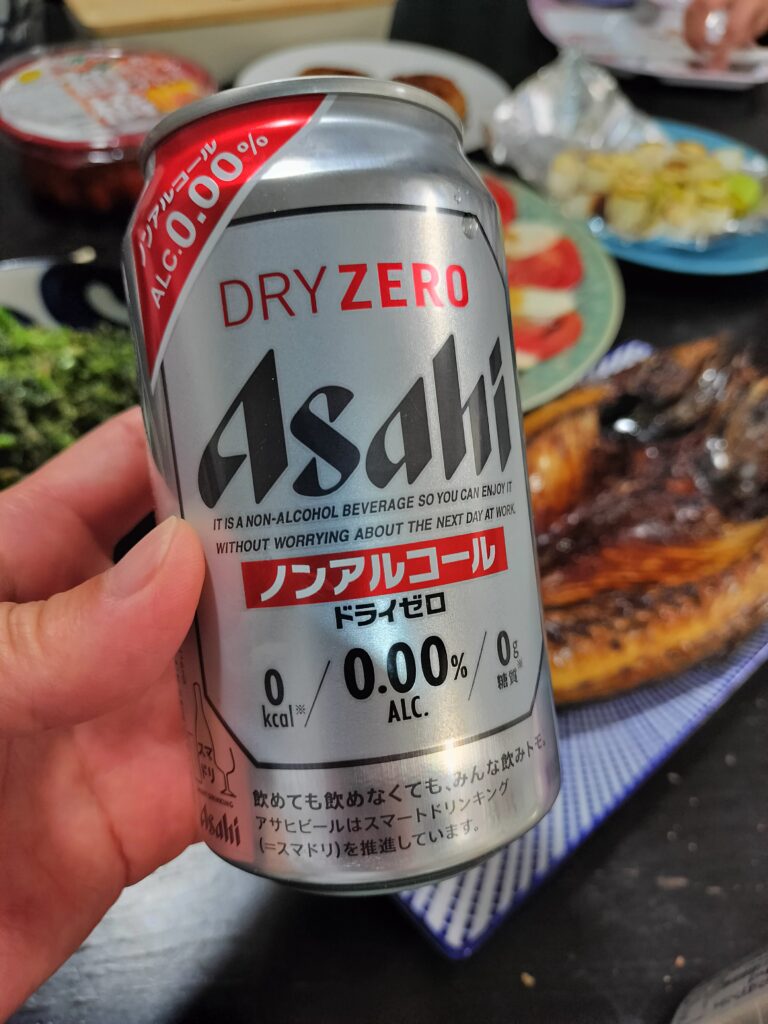 ノンアルコール
ALC.0.00%
DRY ZERO
Asahi
IT IS A NON-ALCOHOL BEVERAGE SO YOU CAN ENJOY IT
WITHOUT WORRYING ABOUT THE NEXT DAY AT WORK.
ノンアルコール
ドライゼロ
0 kcal※ / 0.00% ALC. / 0g 糖質※
スマ
ドリ
Asahi
飲めても飲めなくても、みんな飲みトモ。
アサヒビールはスマートドリンキング
(=スマドリ)を推進しています。